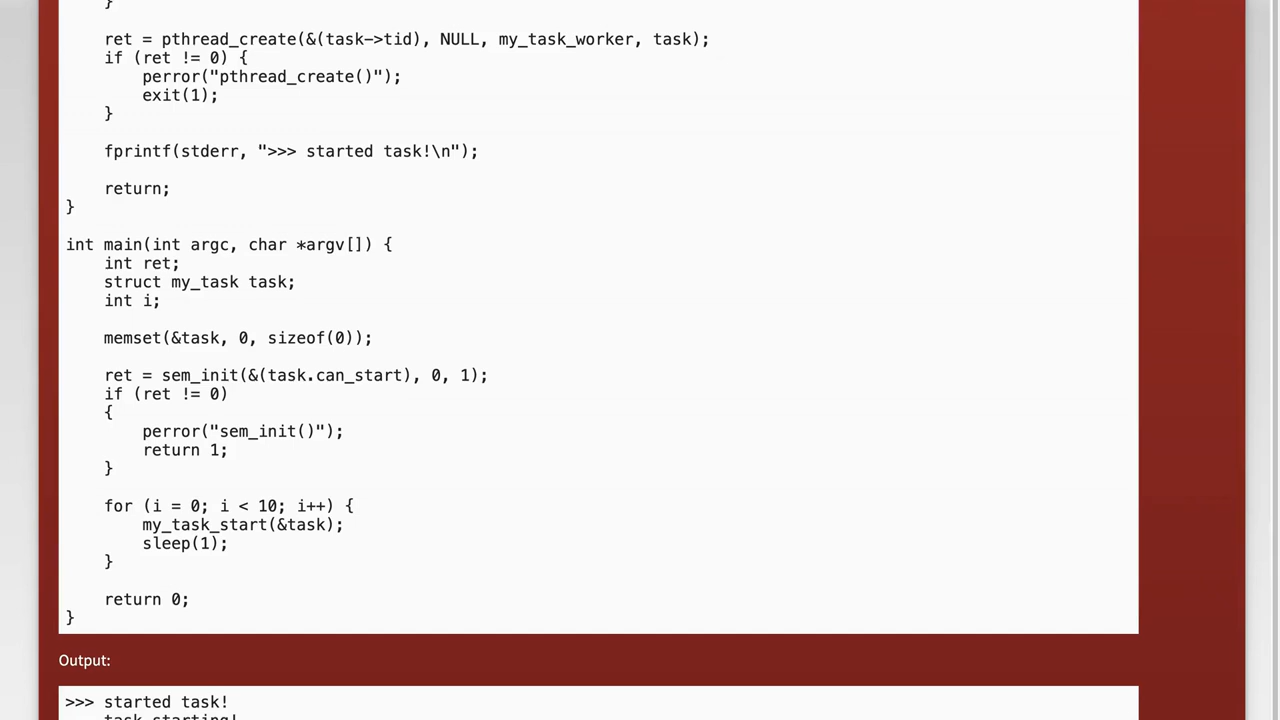 }
ret = pthread_create(&(task->tid), NULL, my_task_worker, task);
if (ret != 0) {
perror("pthread_create()");
exit(1);
}
fprintf(stderr, ">>> started task!\n");
return;
}
int main(int argc, char *argv[]) {
int ret;
struct my_task task;
int i;
memset(&task, 0, sizeof(0));
ret = sem_init(&(task.can_start), 0, 1);
if (ret != 0)
{
perror("sem_init()");
return 1;
}
for (i = 0; i < 10; i++) {
my_task_start(&task);
sleep(1);
}
return 0;
}
Output:
>>> started task!
task starting!